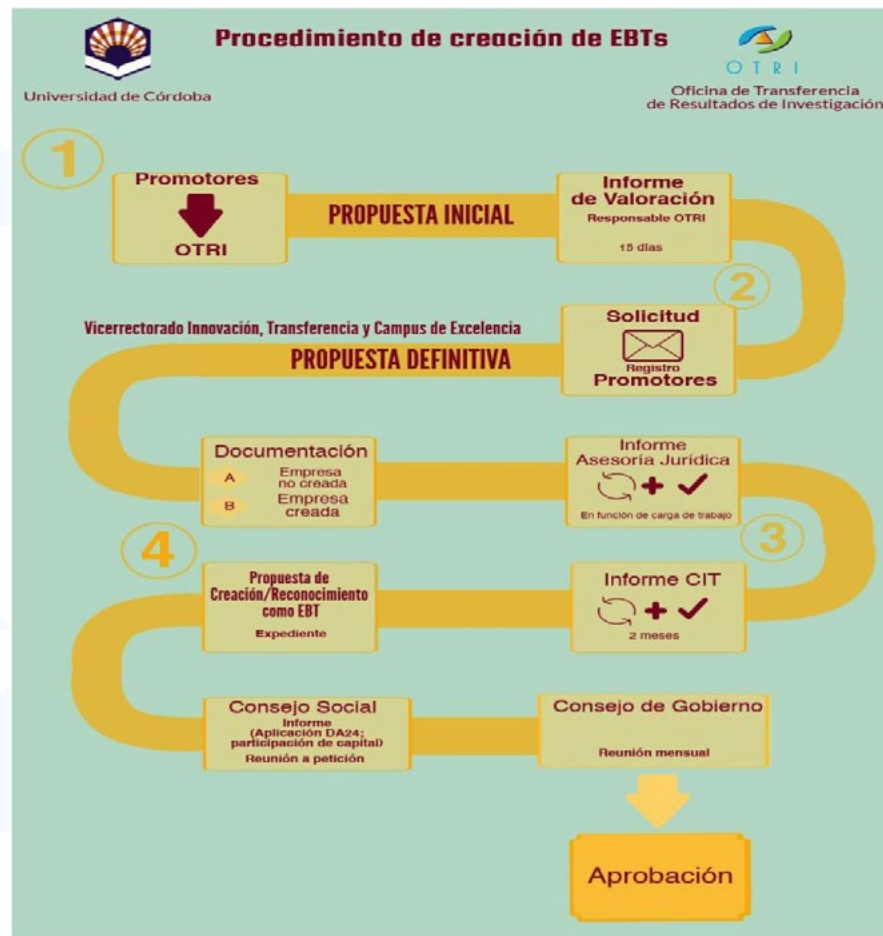 Procedimiento de creación de EBTs
Universidad de Córdoba
OTRI
Oficina de Transferencia
de Resultados de Investigación
1
Promotores
OTRI
PROPUESTA INICIAL
Informe
de Valoración
Responsable OTRI
15 días
2
Solicitud
Registro
Promotores
Vicerrectorado Innovación, Transferencia y Campus de Excelencia
PROPUESTA DEFINITIVA
Documentación
A Empresa
no creada
B Empresa
creada
Informe
Asesoría Jurídica
En función de carga de trabajo
3
Informe CIT
2 meses
4
Propuesta de
Creación/Reconocimiento
como EBT
Expediente
Consejo Social
Informe
(Aplicación DA24;
participación de capital)
Reunión a petición
Consejo de Gobierno
Reunión mensual
Aprobación